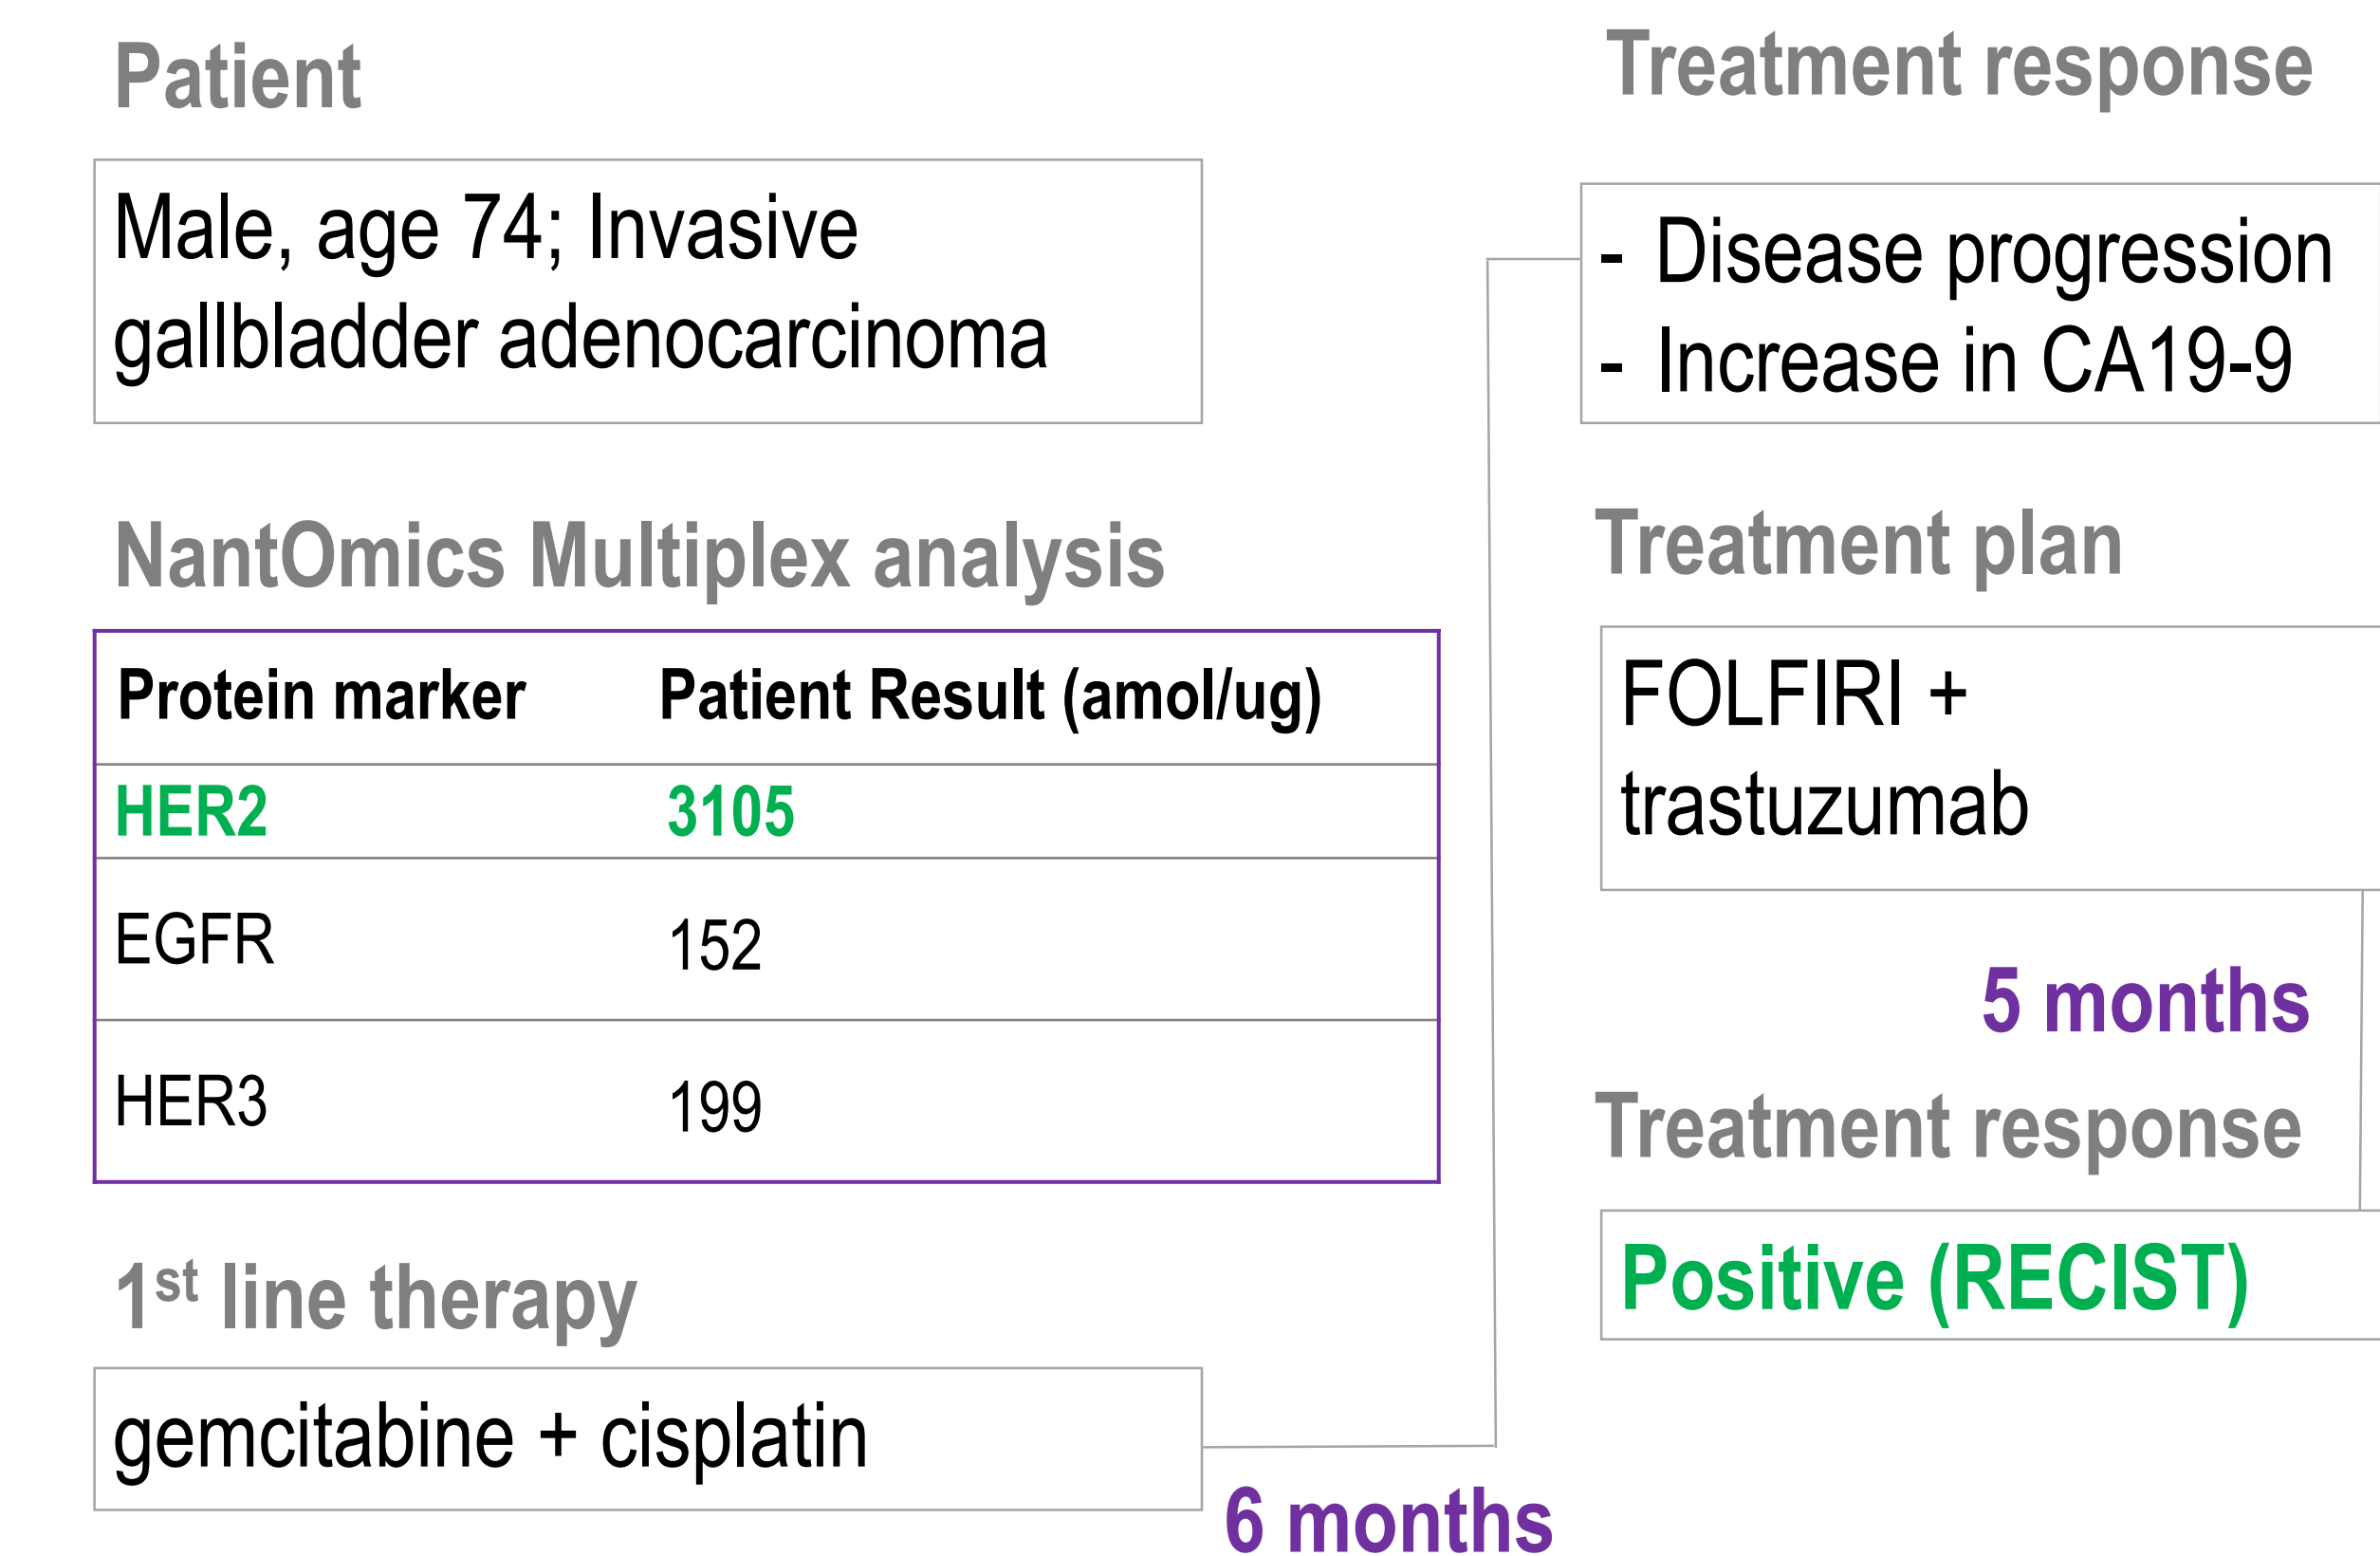 Patient
Male, age 74; Invasive
gallbladder adenocarcinoma
NantOmics Multiplex analysis
Protein marker Patient Result (amol/ug)
HER2 3105
EGFR 152
HER3 199
1st line therapy
gemcitabine + cisplatin
6 months
Treatment response
- Disease progression
- Increase in CA19-9
Treatment plan
FOLFIRI +
trastuzumab
5 months
Treatment response
Positive (RECIST)